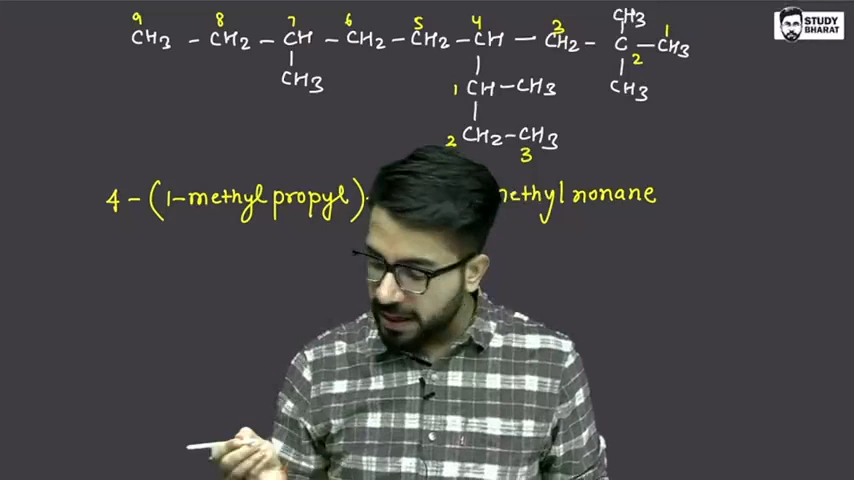 9 8 7 6 5 4 3 CH3 1
CH3 - CH2 - CH - CH2 - CH2 - CH - CH2 - C - CH3
2
CH3 CH3
1 CH - CH3
2 CH2 - CH3
3
4 - (1-methyl propyl) methyl nonane
STUDY
BHARAT